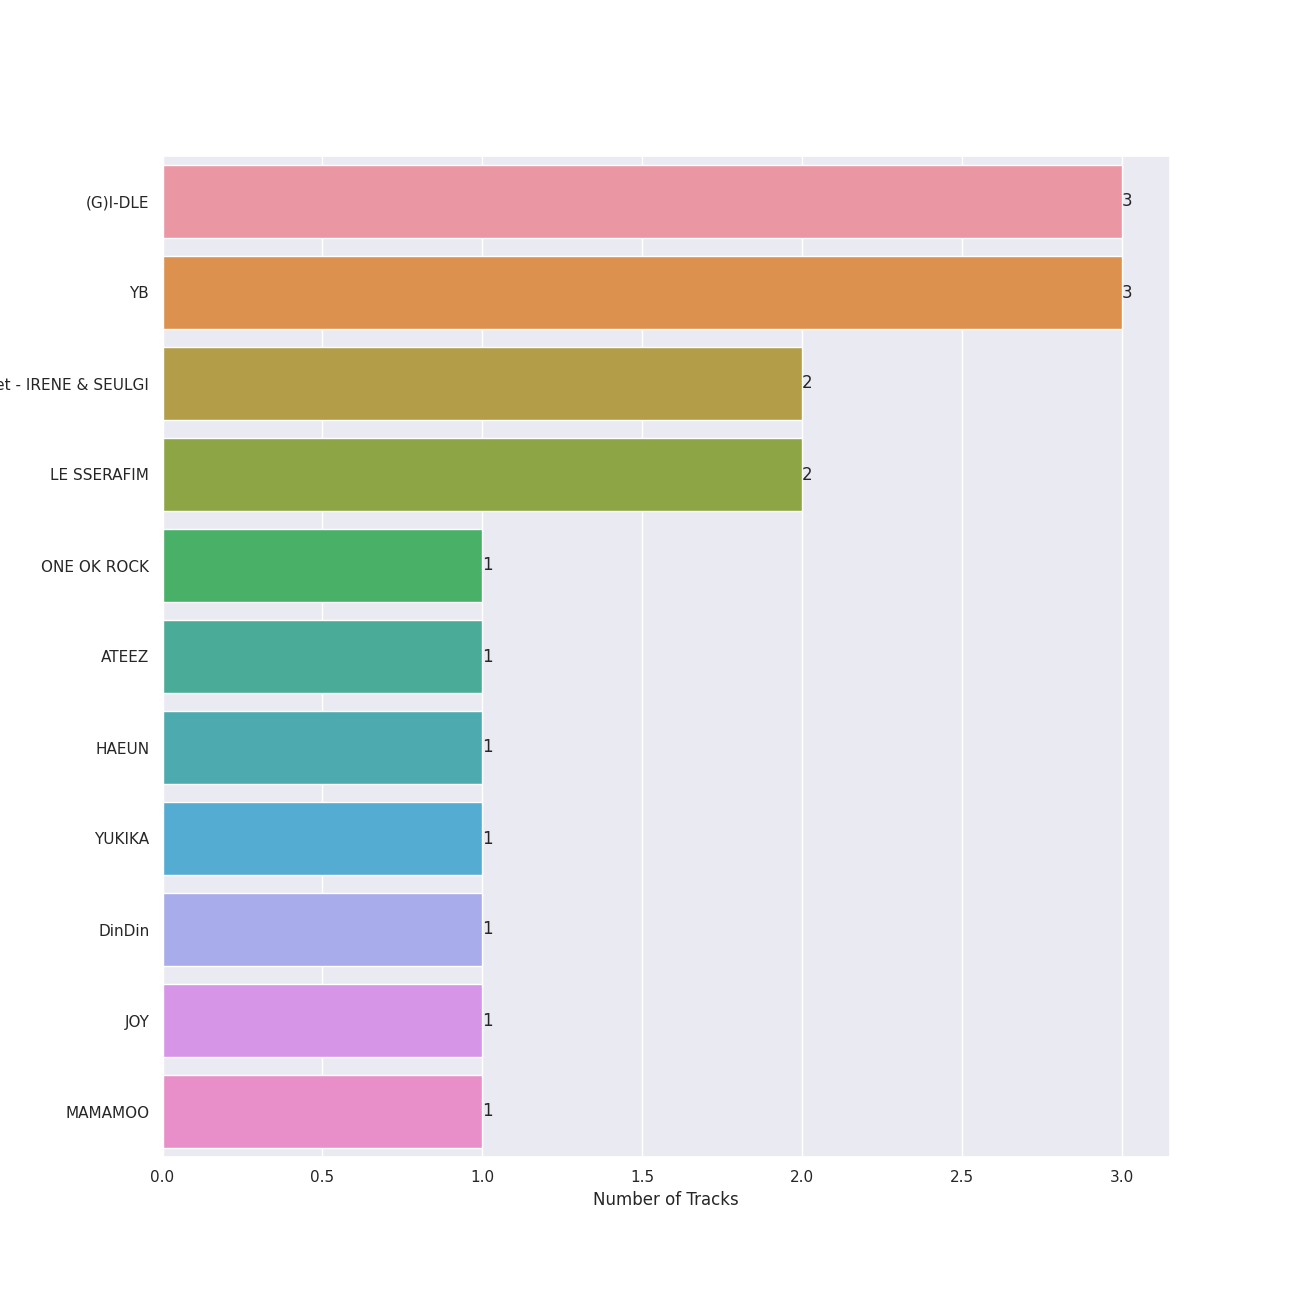 (G)I-DLE
3
YB
3
et - IRENE & SEULGI
2
LE SSERAFIM
2
ONE OK ROCK
1
ATEEZ
1
HAEUN
1
YUKIKA
1
DinDin
1
JOY
1
MAMAMOO
1
0.0 0.5 1.0 1.5 2.0 2.5 3.0
Number of Tracks